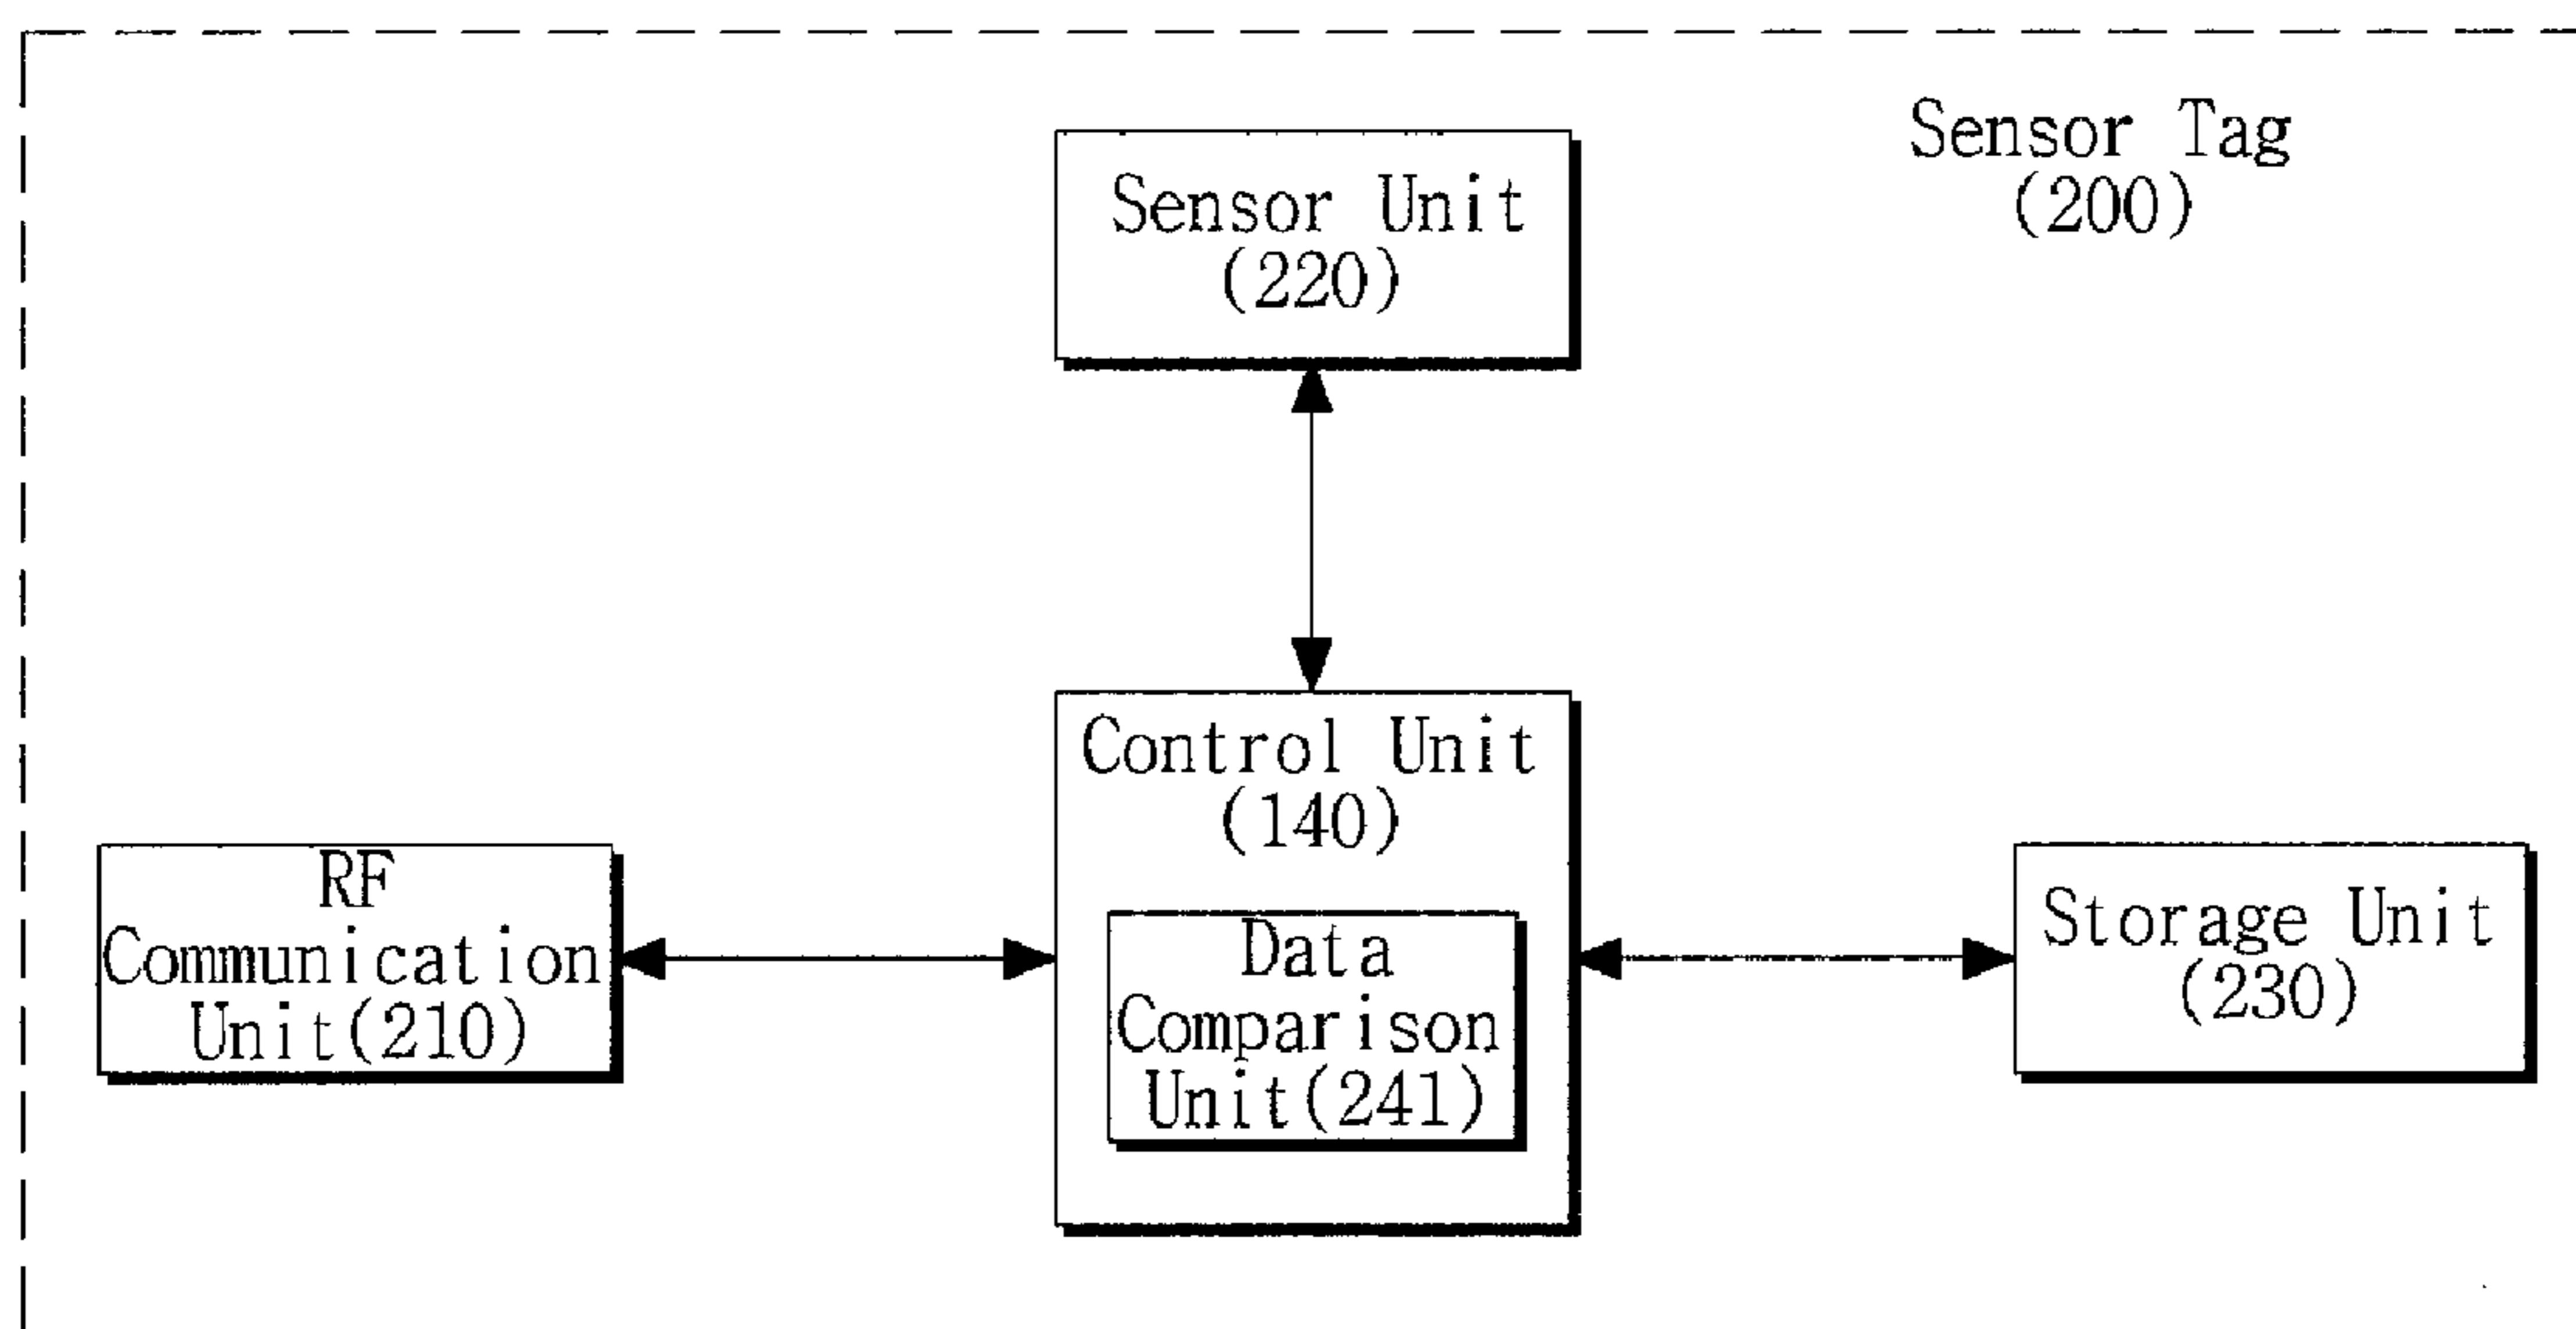 Sensor Tag
(200)
Sensor Unit
(220)
Control Unit
(140)
RF
Communication
Unit(210)
Data
Comparison
Unit(241)
Storage Unit
(230)